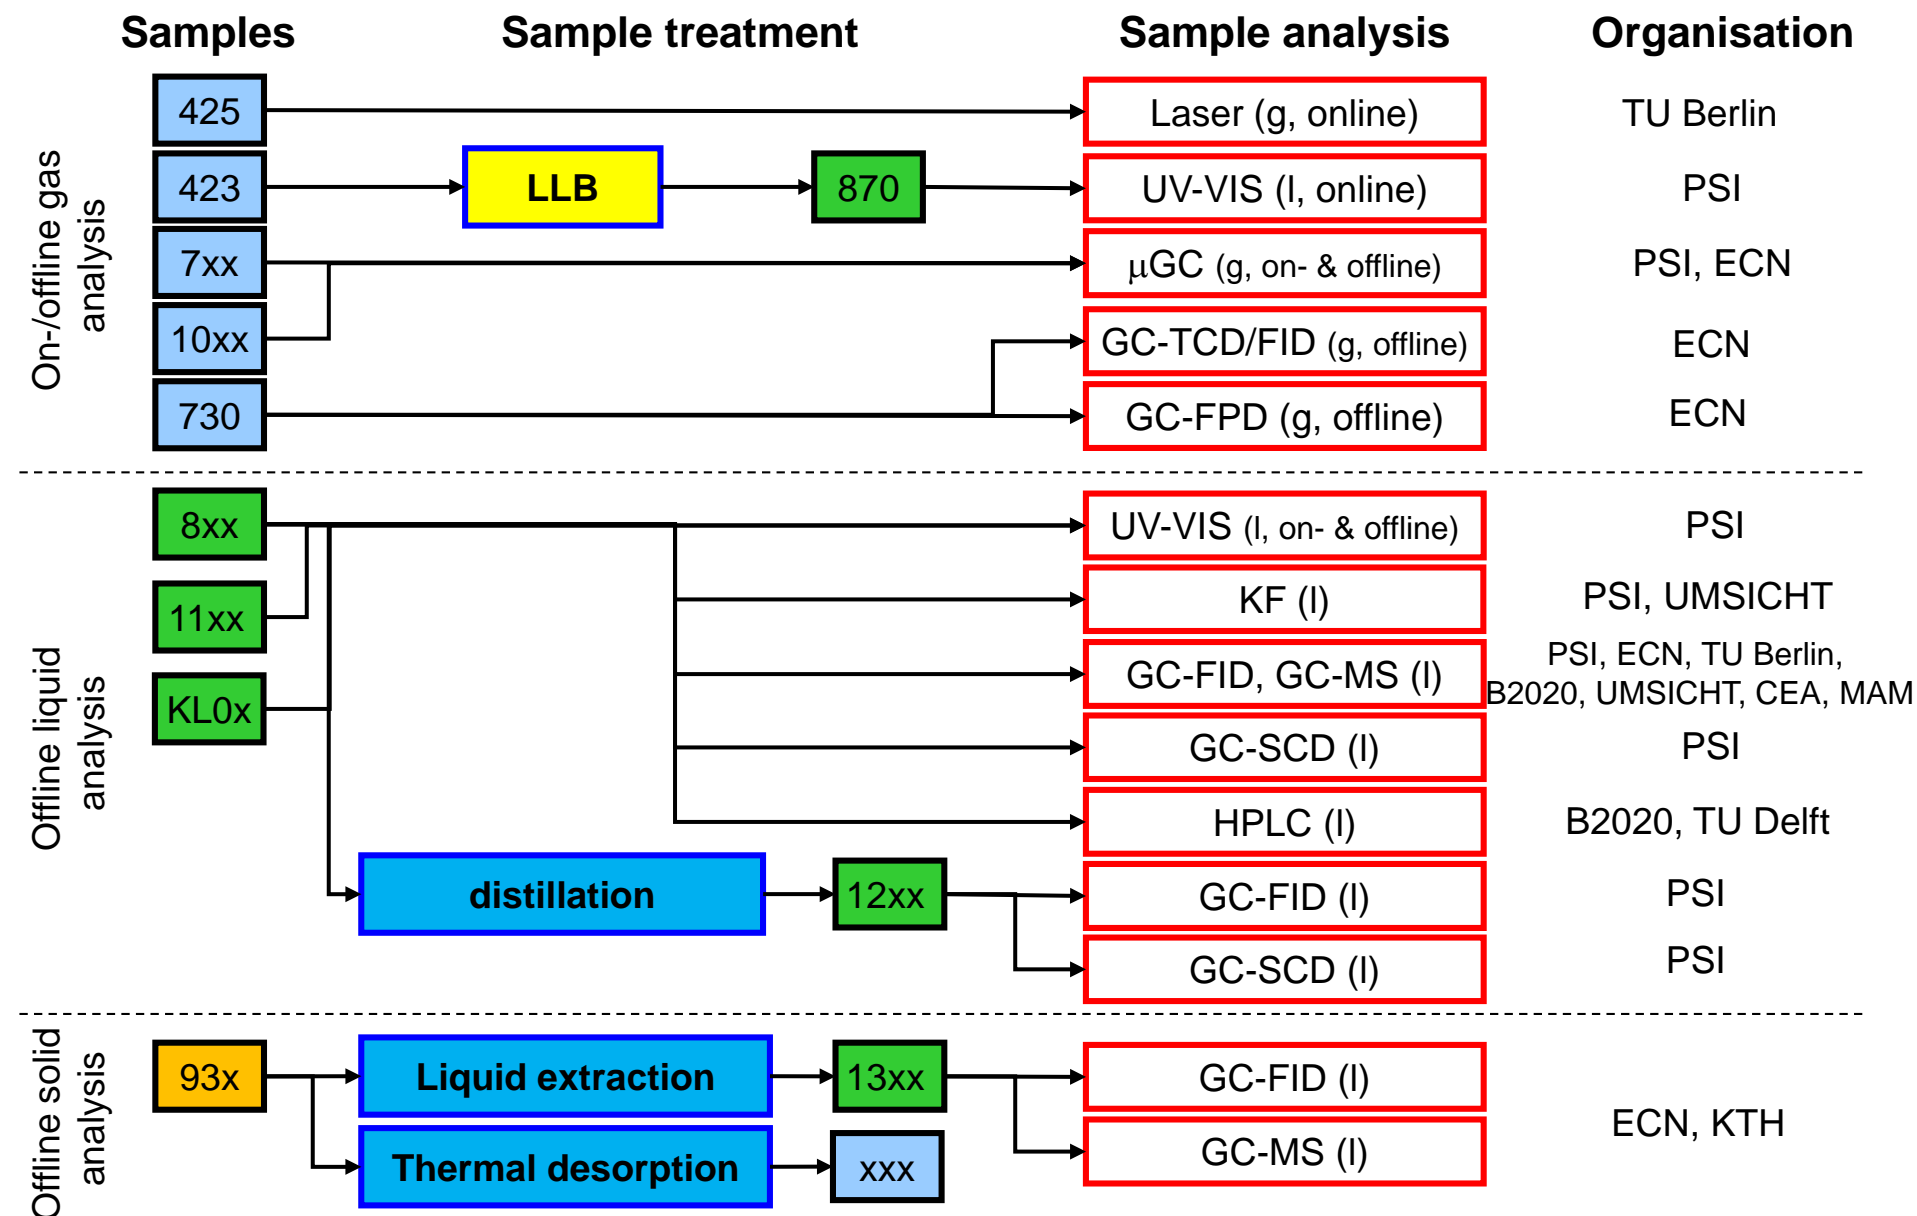 Samples
Sample treatment
Sample analysis
Organisation
On-/offline gas
analysis
425
Laser (g, online)
TU Berlin
423
LLB
870
UV-VIS (l, online)
PSI
7xx
μGC (g, on- & offline)
PSI, ECN
10xx
GC-TCD/FID (g, offline)
ECN
730
GC-FPD (g, offline)
ECN
Offline liquid
analysis
8xx
UV-VIS (l, on- & offline)
PSI
11xx
KF (l)
PSI, UMSICHT
KL0x
GC-FID, GC-MS (l)
PSI, ECN, TU Berlin,
B2020, UMSICHT, CEA, MAM
GC-SCD (l)
PSI
HPLC (l)
B2020, TU Delft
distillation
12xx
GC-FID (l)
PSI
GC-SCD (l)
PSI
Offline solid
analysis
93x
Liquid extraction
13xx
GC-FID (l)
ECN, KTH
Thermal desorption
xxx
GC-MS (l)